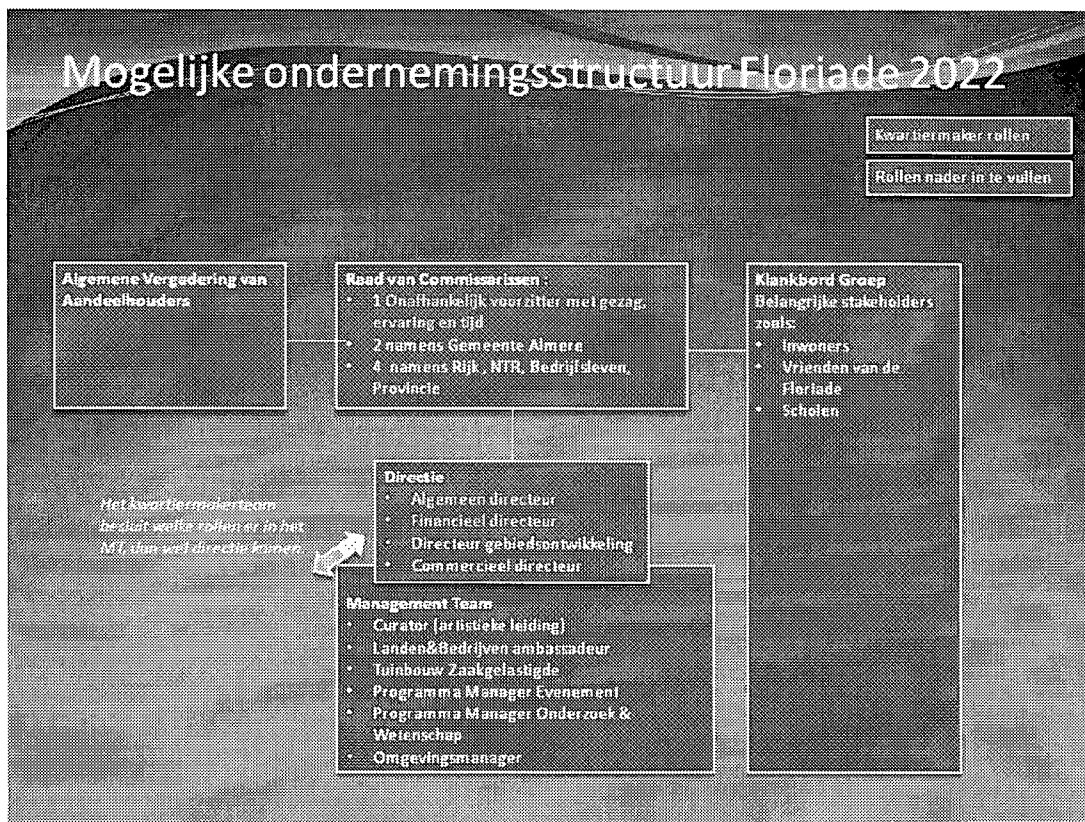 Mogelijke ondernemingsstructuur Floriade 2022
Kwartiermaker rollen
Rollen nader in te vullen
Algemene Vergadering van
Aandeelhouders
Raad van Commissarissen :
• 1 Onafhankelijk voorzitter met gezag,
ervaring en tijd
• 2 namens Gemeente Almere
• 4 namens Rijk , NTR, Bedrijfsleven,
Provincie
Klankbord Groep
Belangrijke stakeholders
zoals:
• Inwoners
• Vrienden van de
Floriade
• Scholen
Directie
• Algemeen directeur
• Financieel directeur
• Directeur gebiedsontwikkeling
• Commercieel directeur
Het kwartiermakerteam
besluit welke rollen er in het
MT, dan wel directie komen
Management Team
• Curator (artistieke leiding)
• Landen&Bedrijven ambassadeur
• Tuinbouw Zaakgelastigde
• Programma Manager Evenement
• Programma Manager Onderzoek &
Wetenschap
• Omgevingsmanager